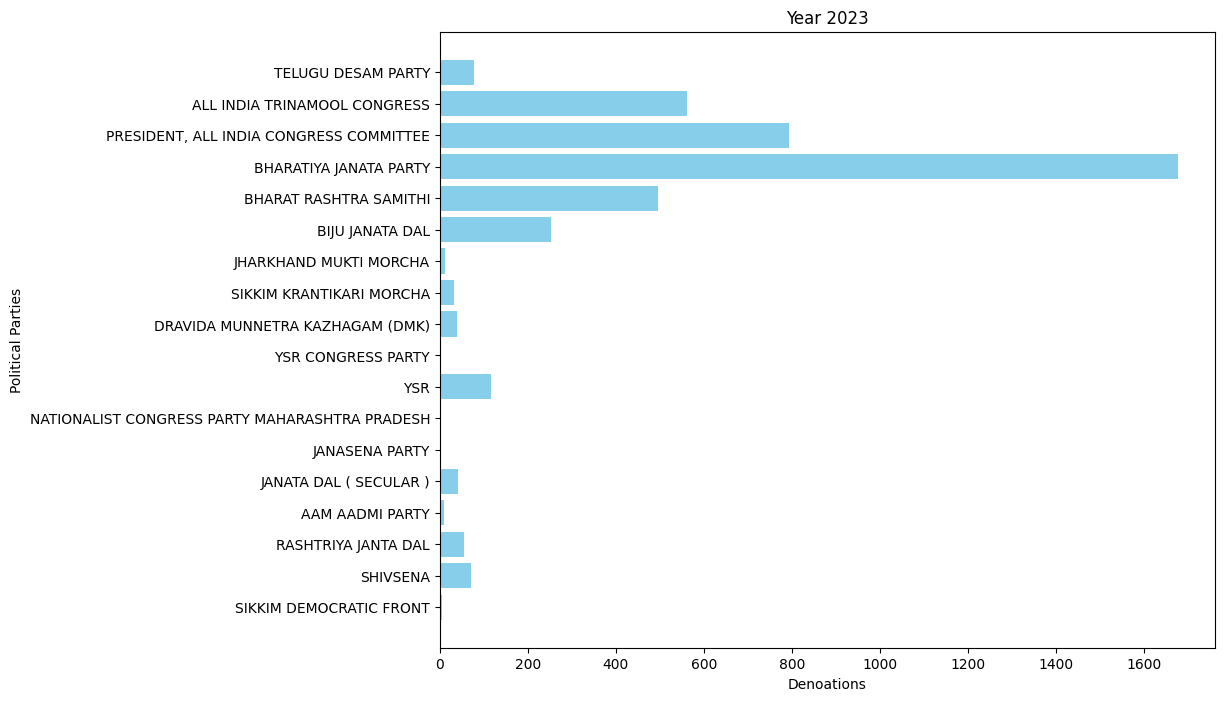 Year 2023
Political Parties
TELUGU DESAM PARTY
ALL INDIA TRINAMOOL CONGRESS
PRESIDENT, ALL INDIA CONGRESS COMMITTEE
BHARATIYA JANATA PARTY
BHARAT RASHTRA SAMITHI
BIJU JANATA DAL
JHARKHAND MUKTI MORCHA
SIKKIM KRANTIKARI MORCHA
DRAVIDA MUNNETRA KAZHAGAM (DMK)
YSR CONGRESS PARTY
YSR
NATIONALIST CONGRESS PARTY MAHARASHTRA PRADESH
JANASENA PARTY
JANATA DAL ( SECULAR )
AAM AADMI PARTY
RASHTRIYA JANTA DAL
SHIVSENA
SIKKIM DEMOCRATIC FRONT
0 200 400 600 800 1000 1200 1400 1600
Denoations